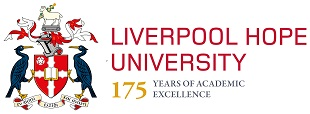 LIVERPOOL HOPE
UNIVERSITY
175 YEARS OF ACADEMIC
EXCELLENCE